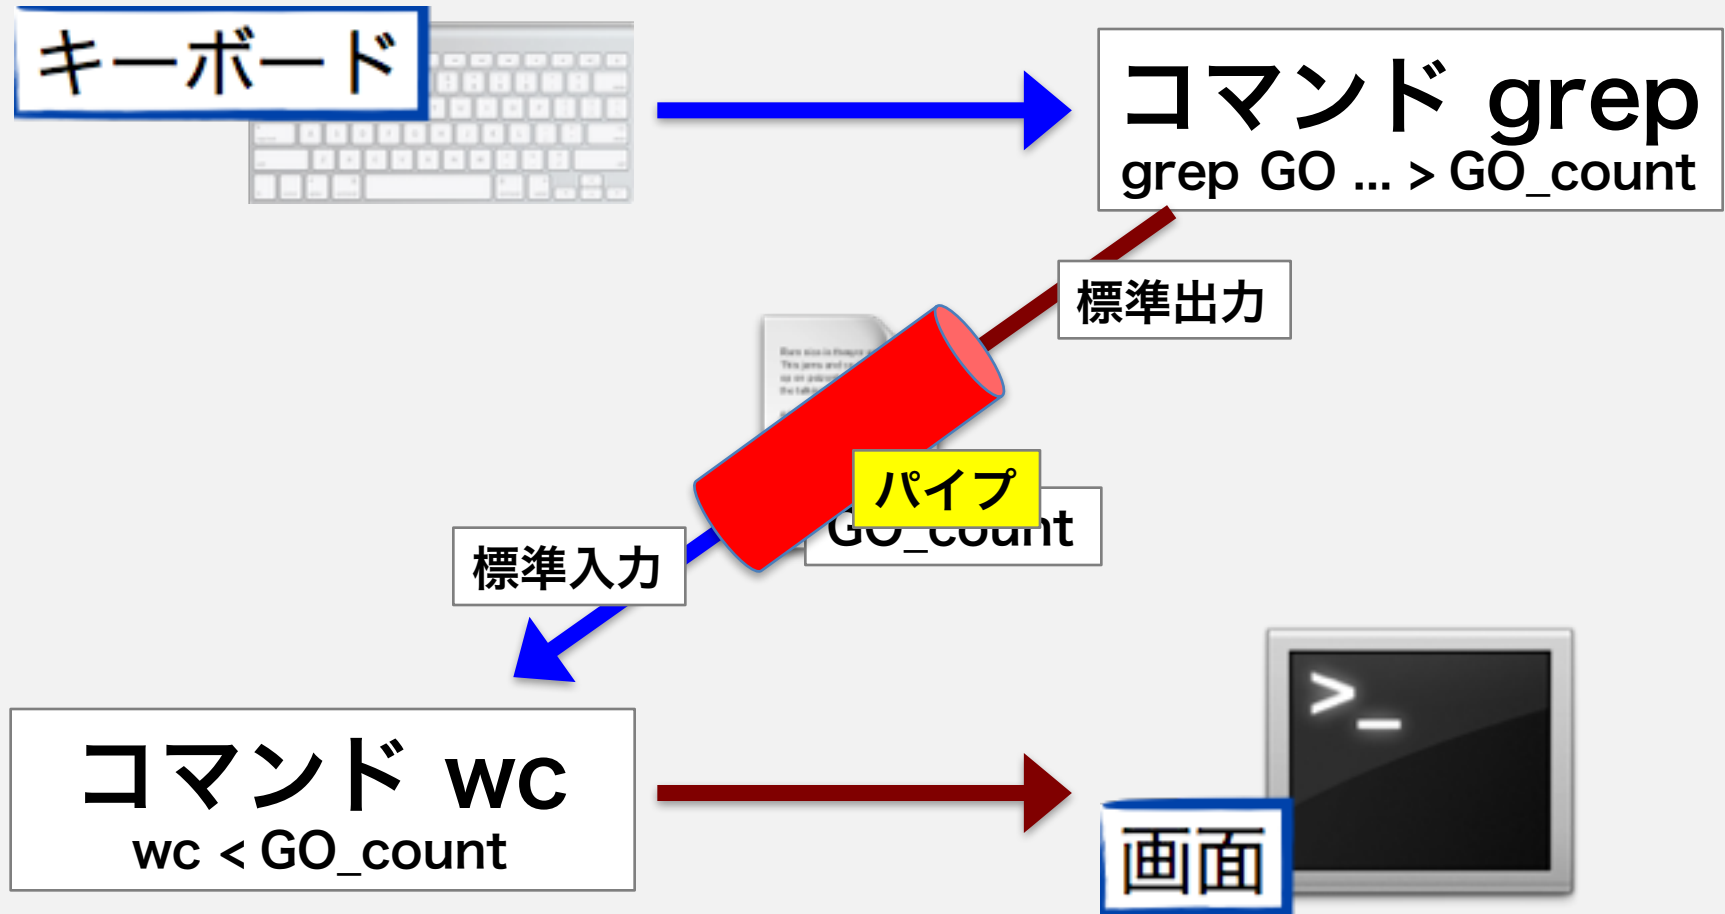 キーボード
コマンド grep
grep GO ... > GO_count
標準出力
パイプ
GO_count
標準入力
コマンド wc
wc < GO_count
>_
画面